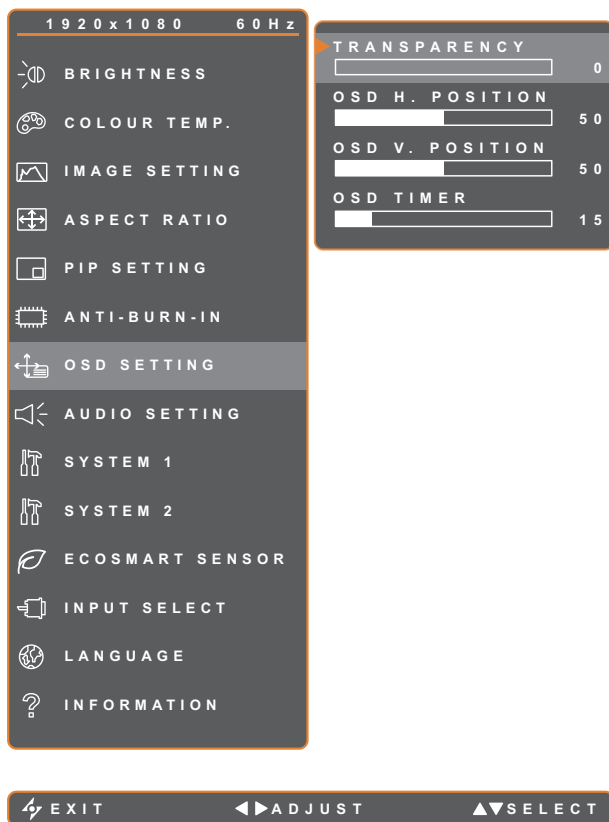 1920x1080 60Hz
BRIGHTNESS
COLOUR TEMP.
IMAGE SETTING
ASPECT RATIO
PIP SETTING
ANTI-BURN-IN
OSD SETTING
AUDIO SETTING
SYSTEM 1
SYSTEM 2
ECOSMART SENSOR
INPUT SELECT
LANGUAGE
INFORMATION
TRANSPARENCY
0
OSD H. POSITION
50
OSD V. POSITION
50
OSD TIMER
15
EXIT ADJUST SELECT